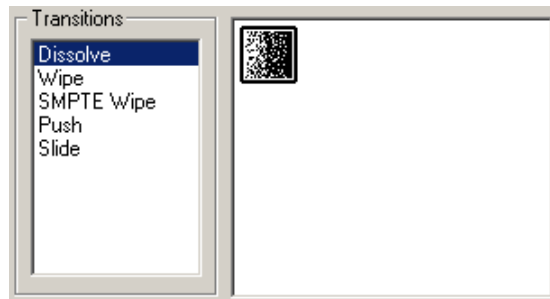 Transitions
Dissolve
Wipe
SMPTE Wipe
Push
Slide